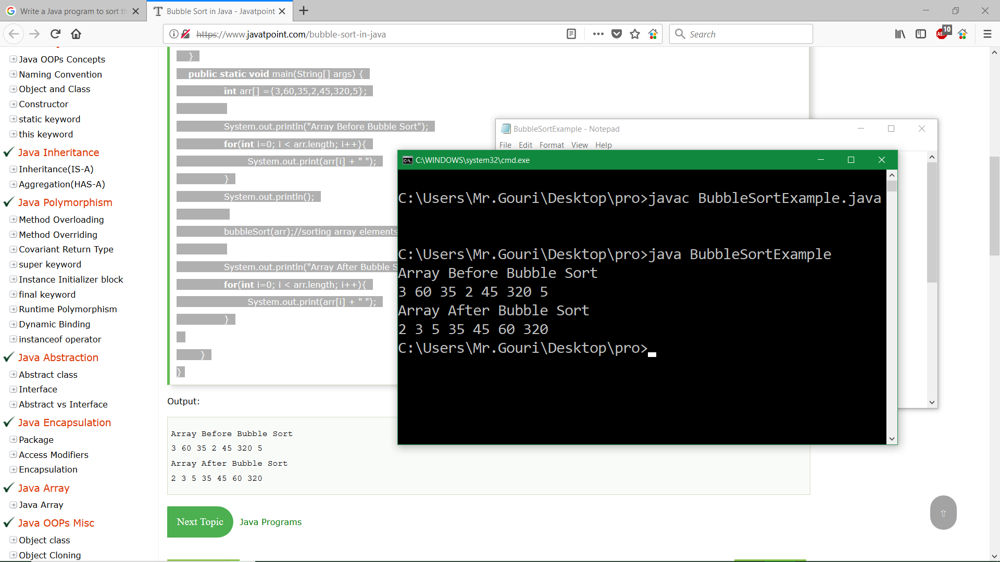 Write a Java program to sort th
Bubble Sort in Java - Javatpoint
https://www.javatpoint.com/bubble-sort-in-java
Search
10
Java OOPs Concepts
Naming Convention
Object and Class
Constructor
static keyword
this keyword
Java Inheritance
Inheritance(IS-A)
Aggregation(HAS-A)
Java Polymorphism
Method Overloading
Method Overriding
Covariant Return Type
super keyword
Instance Initializer block
final keyword
Runtime Polymorphism
Dynamic Binding
instanceof operator
Java Abstraction
Abstract class
Interface
Abstract vs Interface
Java Encapsulation
Package
Access Modifiers
Encapsulation
Java Array
Java Array
Java OOPs Misc
Object class
Object Cloning
}
public static void main(String[] args) {
int arr[] ={3,60,35,2,45,320,5};
System.out.println("Array Before Bubble Sort");
for(int i=0; i < arr.length; i++){
System.out.print(arr[i] + " ");
}
System.out.println();
bubbleSort(arr);//sorting array elements
System.out.println("Array After Bubble S
for(int i=0; i < arr.length; i++){
System.out.print(arr[i] + " ");
}
}
}
Output:
Array Before Bubble Sort
3 60 35 2 45 320 5
Array After Bubble Sort
2 3 5 35 45 60 320
Next Topic
Java Programs
BubbleSortExample - Notepad
File Edit Format View Help
C:\WINDOWS\system32\cmd.exe
C:\Users\Mr.Gouri\Desktop\pro>javac BubbleSortExample.java
C:\Users\Mr.Gouri\Desktop\pro>java BubbleSortExample
Array Before Bubble Sort
3 60 35 2 45 320 5
Array After Bubble Sort
2 3 5 35 45 60 320
C:\Users\Mr.Gouri\Desktop\pro>